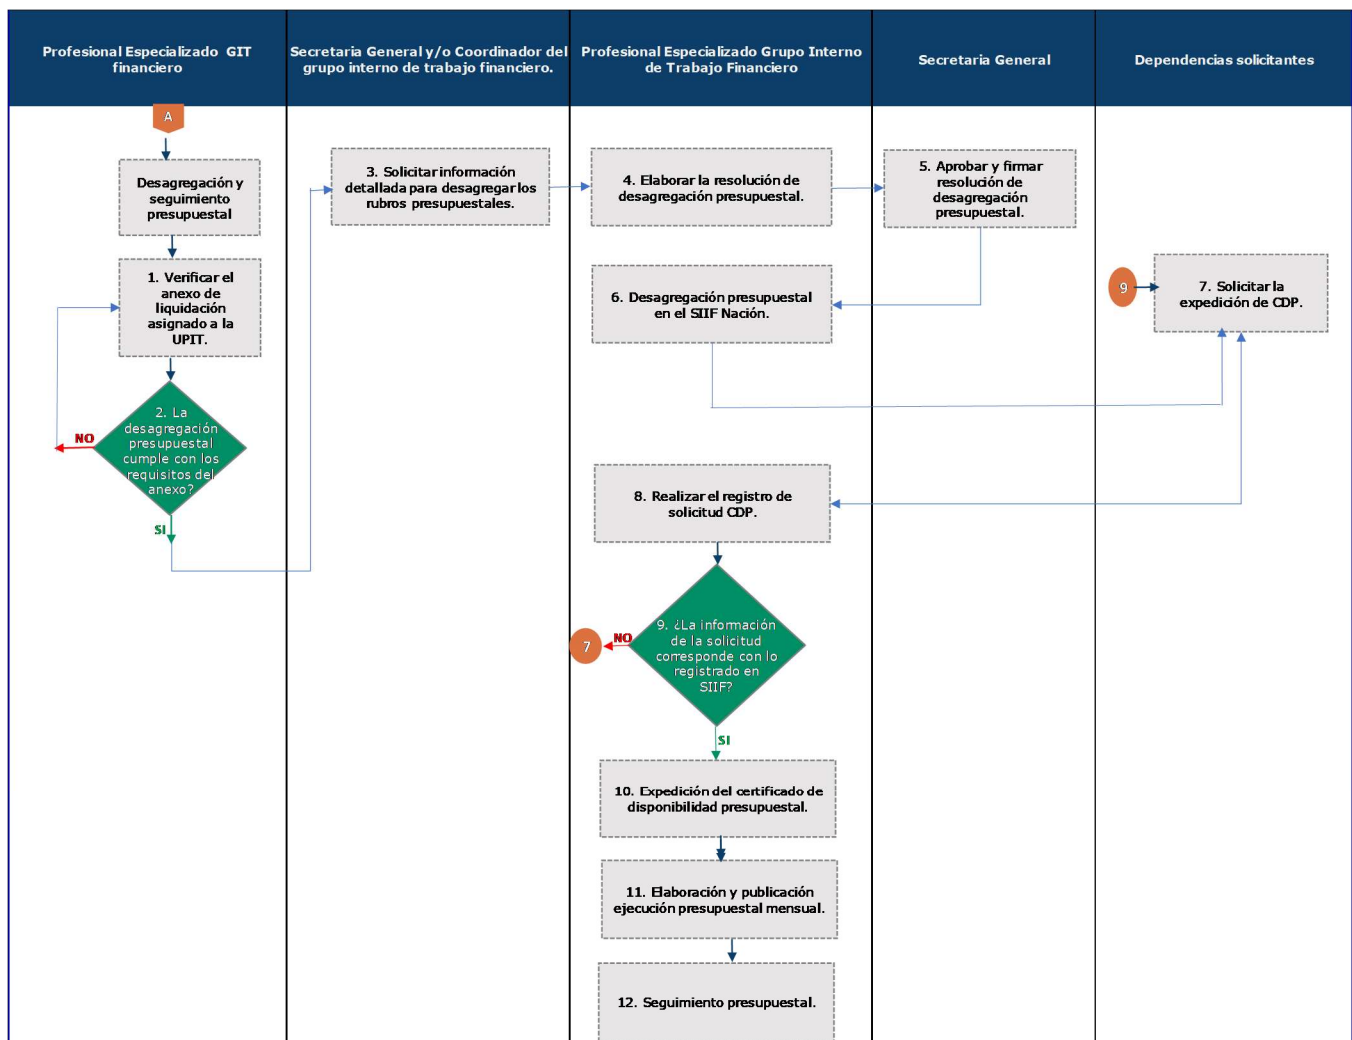 Profesional Especializado GIT
financiero
Secretaria General y/o Coordinador del
grupo interno de trabajo financiero.
Profesional Especializado Grupo Interno
de Trabajo Financiero
Secretaria General
Dependencias solicitantes
A
Desagregación y
seguimiento
presupuestal
1. Verificar el
anexo de
liquidación
asignado a la
UPIT.
2. La
desagregación
presupuestal
cumple con los
requisitos del
anexo?
NO
SI
3. Solicitar información
detallada para desagregar los
rubros presupuestales.
4. Elaborar la resolución de
desagregación presupuestal.
5. Aprobar y firmar
resolución de
desagregación
presupuestal.
6. Desagregación presupuestal
en el SIIF Nación.
9
7. Solicitar la
expedición de CDP.
8. Realizar el registro de
solicitud CDP.
9. ¿La información
de la solicitud
corresponde con lo
registrado en
SIIF?
NO
7
SI
10. Expedición del certificado de
disponibilidad presupuestal.
11. Elaboración y publicación
ejecución presupuestal mensual.
12. Seguimiento presupuestal.